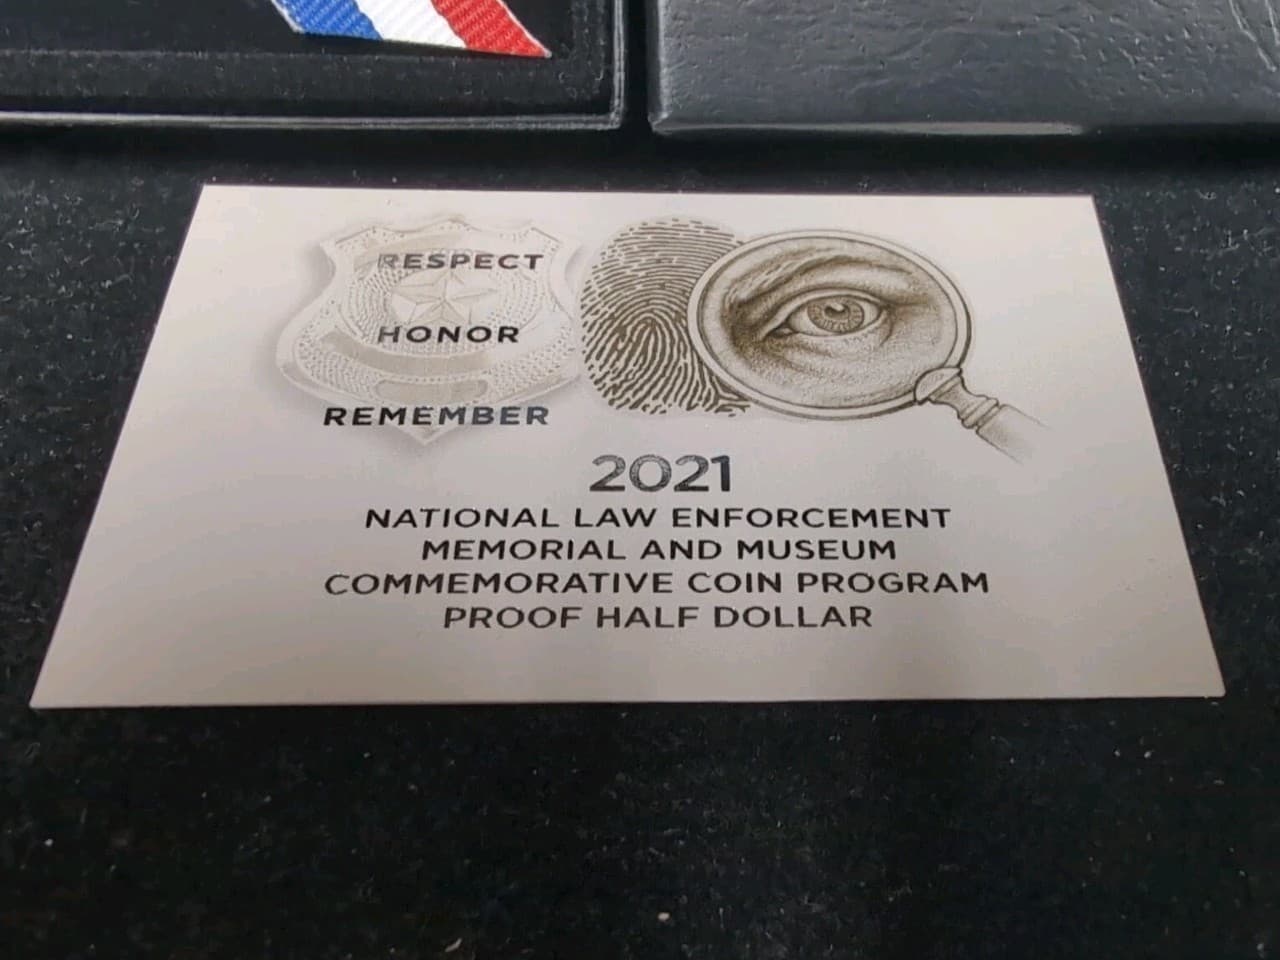 RESPECT
HONOR
REMEMBER
2021
NATIONAL LAW ENFORCEMENT
MEMORIAL AND MUSEUM
COMMEMORATIVE COIN PROGRAM
PROOF HALF DOLLAR